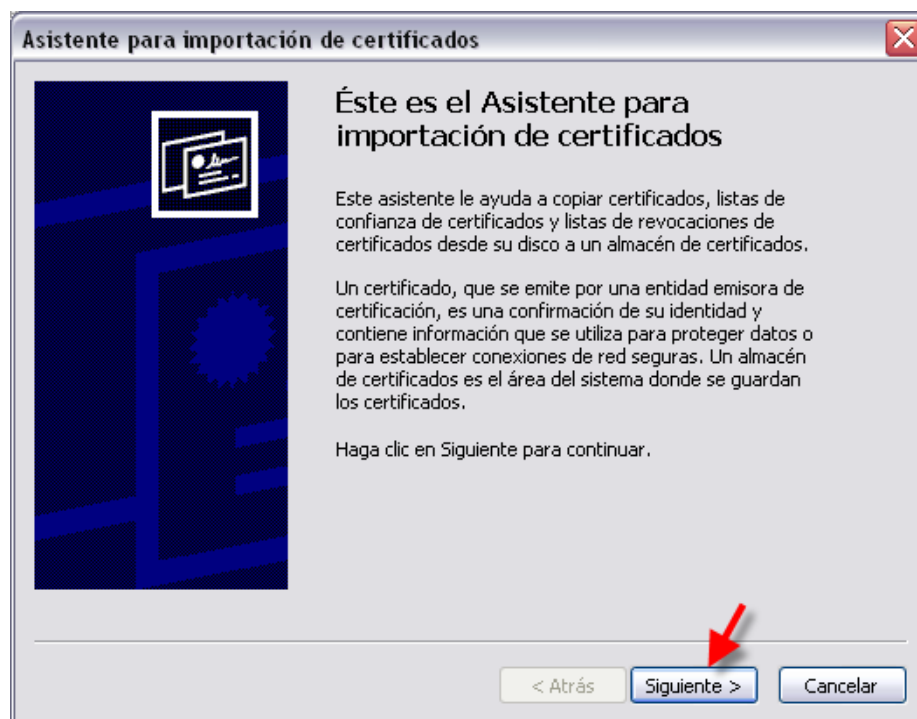 Asistente para importación de certificados
Éste es el Asistente para
importación de certificados
Este asistente le ayuda a copiar certificados, listas de
confianza de certificados y listas de revocaciones de
certificados desde su disco a un almacén de certificados.
Un certificado, que se emite por una entidad emisora de
certificación, es una confirmación de su identidad y
contiene información que se utiliza para proteger datos o
para establecer conexiones de red seguras. Un almacén
de certificados es el área del sistema donde se guardan
los certificados.
Haga clic en Siguiente para continuar.
< Atrás Siguiente > Cancelar